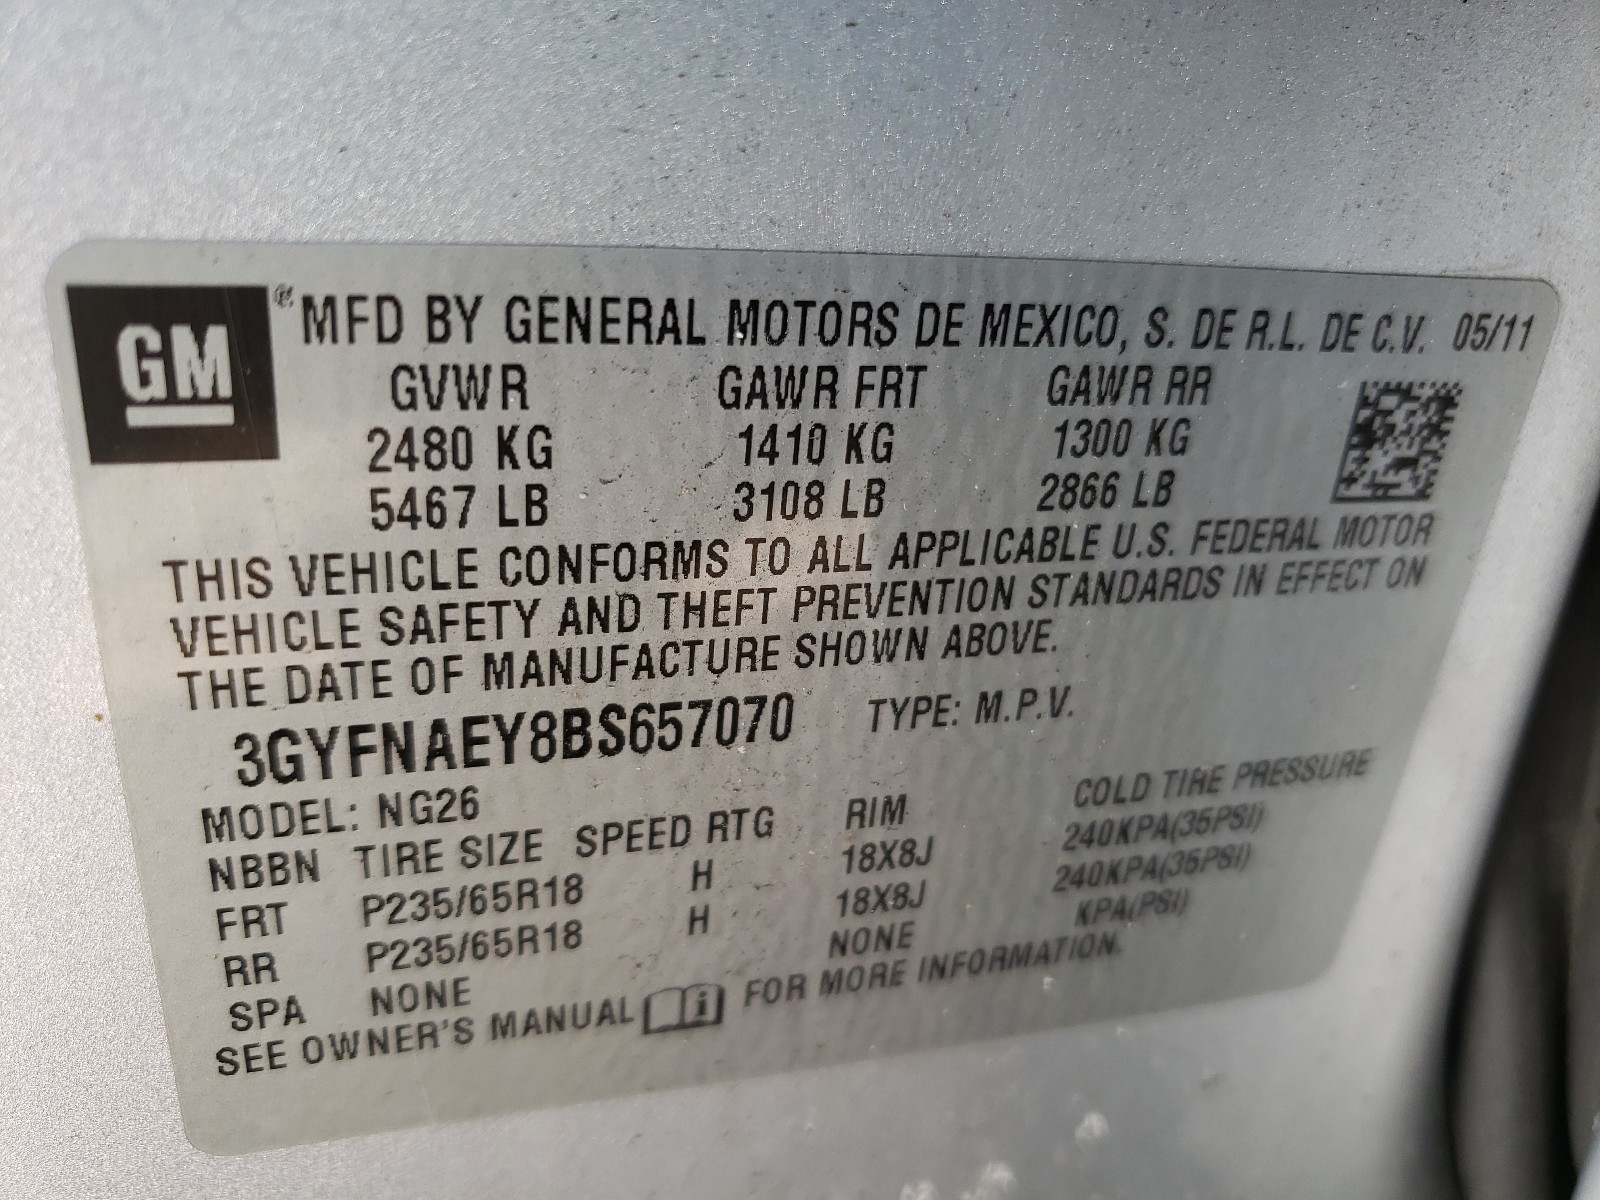 GM ® MFD BY GENERAL MOTORS DE MEXICO, S. DE R.L. DE C.V. 05/11
GVWR GAWR FRT GAWR RR
2480 KG 1410 KG 1300 KG
5467 LB 3108 LB 2866 LB
THIS VEHICLE CONFORMS TO ALL APPLICABLE U.S. FEDERAL MOTOR
VEHICLE SAFETY AND THEFT PREVENTION STANDARDS IN EFFECT ON
THE DATE OF MANUFACTURE SHOWN ABOVE.
3GYFNAEY8BS657070 TYPE: M.P.V.
MODEL: NG26
NBBN TIRE SIZE SPEED RTG RIM COLD TIRE PRESSURE
FRT P235/65R18 H 18X8J 240KPA(35PSI)
RR P235/65R18 H 18X8J 240KPA(35PSI)
SPA NONE NONE KPA(PSI)
SEE OWNER'S MANUAL FOR MORE INFORMATION.